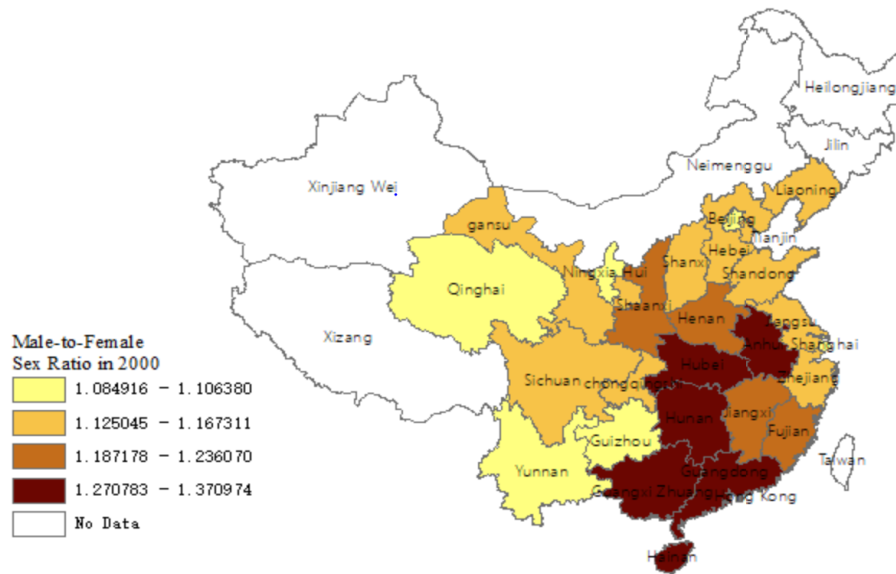 Heilongjiang
Jilin
Neimenggu
Xinjiang Wei
Liaoning
gansu
Beijing
Tianjin
Hebei
Ningxia Hui
Shanxi
Shandong
Qinghai
Shaanxi
Henan
Jiangsu
Xizang
Anhui
Shanghai
Hubei
Sichuan
chongqing
Zhejiang
Hunan
Jiangxi
Guizhou
Fujian
Yunnan
Taiwan
Guangdong
Guangxi Zhuang
Hong Kong
Hainan
Male-to-Female
Sex Ratio in 2000
1.084916 - 1.106380
1.125045 - 1.167311
1.187178 - 1.236070
1.270783 - 1.370974
No Data